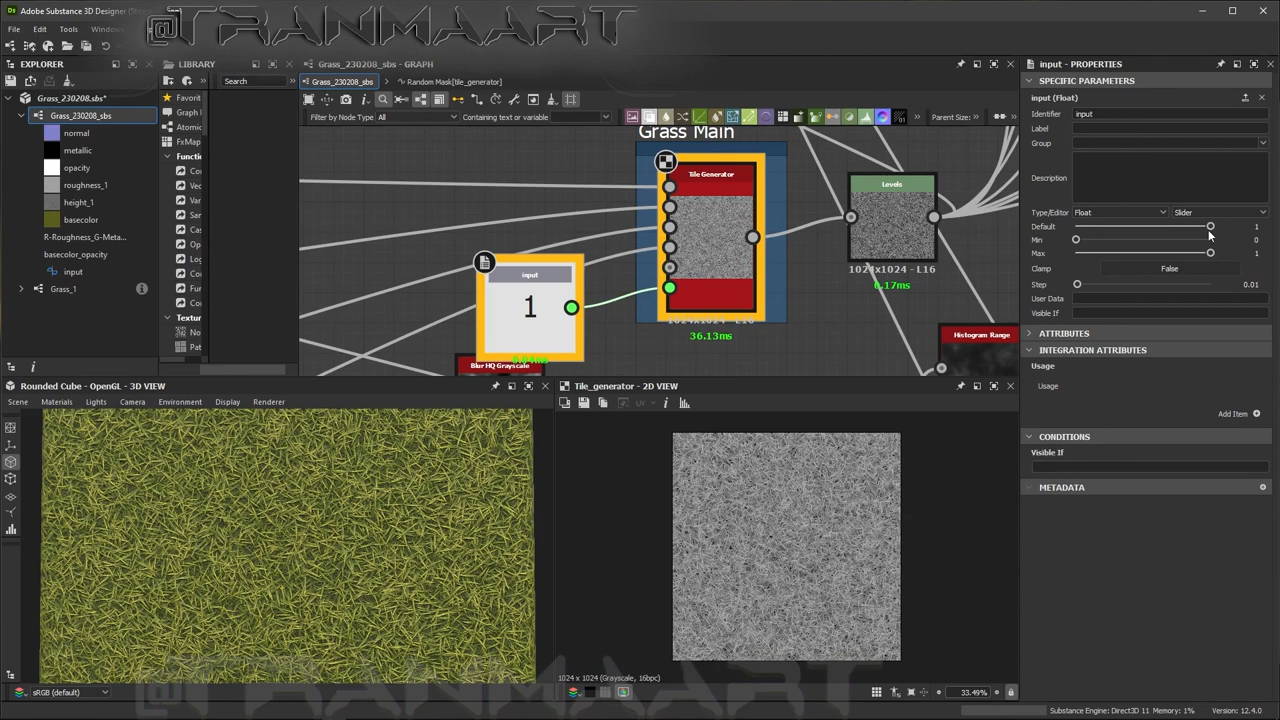 Adobe Substance 3D Designer
@TRANMAART
File Edit Tools Windows
EXPLORER
LIBRARY
Grass_230208_sbs - GRAPH
input - PROPERTIES
Search
Grass_230208_sbs
Random Mask[tile_generator]
SPECIFIC PARAMETERS
Grass_230208.sbs*
Favorit
input (Float)
Grass_230208_sbs
Graph I
Identifier input
Filter by Node Type All
Containing text or variable
Parent Size:
Label
normal
Atomic
Grass Main
Group
metallic
FxMap
opacity
Functi
roughness_1
Tile Generator
Levels
Description
height_1
basecolor
Type/Editor Float Slider
R-Roughness_G-Meta...
Default 1
basecolor_opacity
Min 0
input
input
1
Max 1
Clamp False
Grass_1
1024x1024 - L16
0.17ms
Step 0.01
User Data
Textur
Visible If
36.13ms
Histogram Range
ATTRIBUTES
Blur HQ Grayscale
INTEGRATION ATTRIBUTES
Usage
Usage
Rounded Cube - OpenGL - 3D VIEW
Tile_generator - 2D VIEW
Scene Materials Lights Camera Environment Display Renderer
Add Item
CONDITIONS
Visible If
METADATA
1024 x 1024 (Grayscale, 16bpc)
@TRANMAART
sRGB (default)
33.49%
Substance Engine: Direct3D 11 Memory: 1% Version: 12.4.0